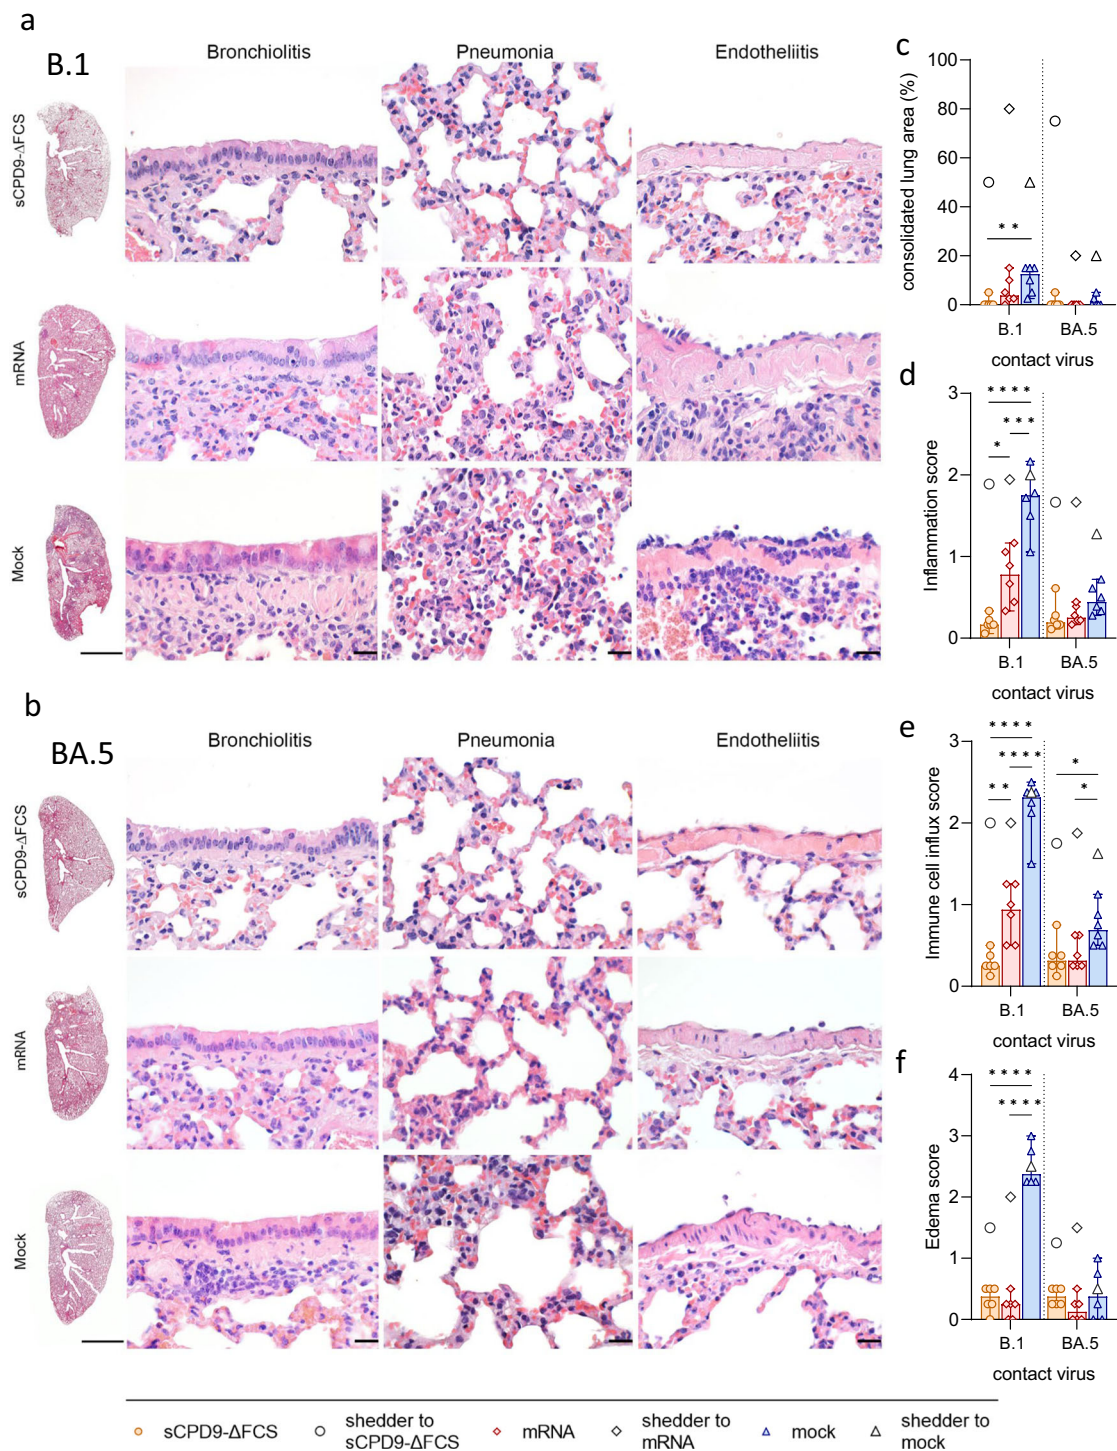 a
B.1
Bronchiolitis
Pneumonia
Endotheliitis
sCPD9-ΔFCS
mRNA
Mock
b
BA.5
Bronchiolitis
Pneumonia
Endotheliitis
sCPD9-ΔFCS
mRNA
Mock
c
consolidated lung area (%)
100
80
60
40
20
0
* *
B.1
BA.5
contact virus
d
Inflammation score
3
2
1
0
* * * *
* * *
*
B.1
BA.5
contact virus
e
Immune cell influx score
3
2
1
0
* * * *
* * * *
* *
*
*
B.1
BA.5
contact virus
f
Edema score
4
3
2
1
0
* * * *
* * * *
B.1
BA.5
contact virus
sCPD9-ΔFCS
shedder to
sCPD9-ΔFCS
mRNA
shedder to
mRNA
mock
shedder to
mock